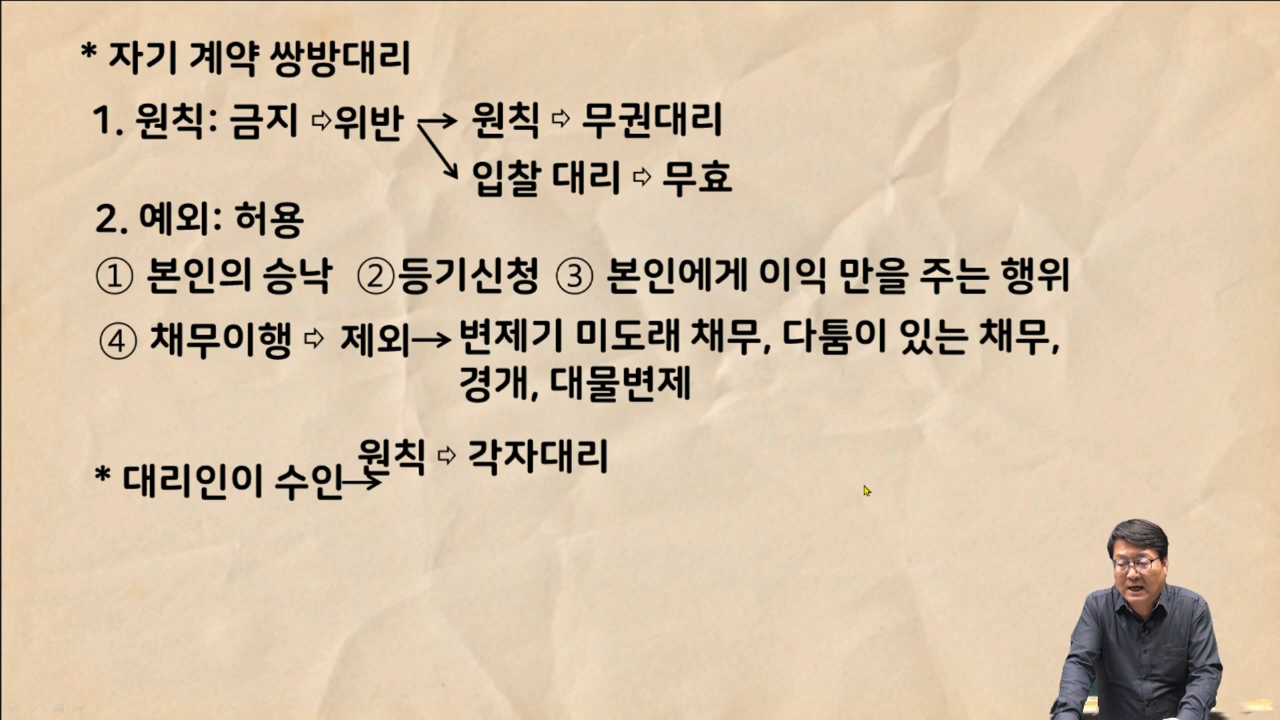 * 자기 계약 쌍방대리
1. 원칙: 금지 ⇨위반 → 원칙 ⇨ 무권대리
입찰 대리 ⇨ 무효
2. 예외: 허용
① 본인의 승낙 ②등기신청 ③ 본인에게 이익 만을 주는 행위
④ 채무이행 ⇨ 제외→ 변제기 미도래 채무, 다툼이 있는 채무,
경개, 대물변제
원칙 ⇨ 각자대리
* 대리인이 수인→